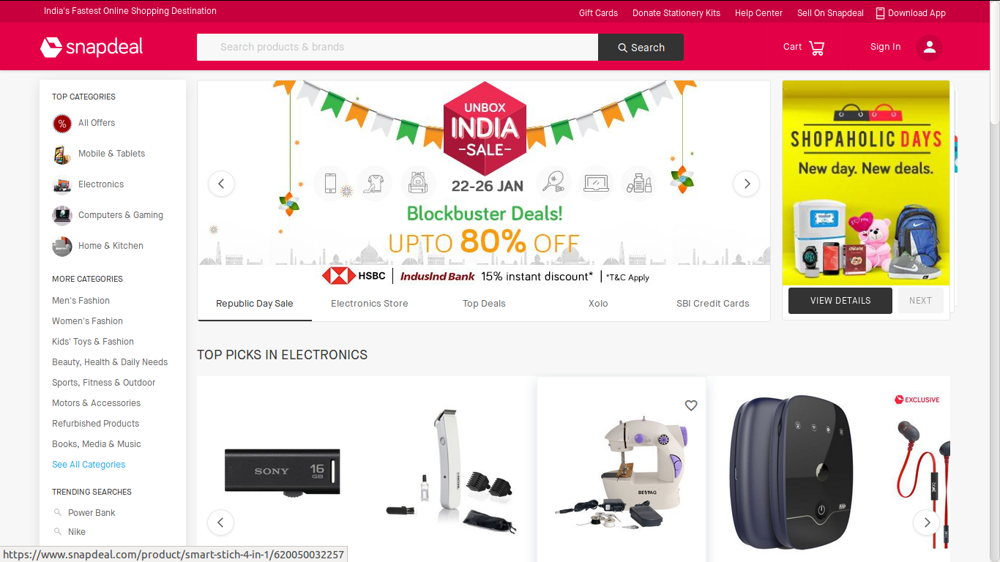 India's Fastest Online Shopping Destination
Gift Cards Donate Stationery Kits Help Center Sell On Snapdeal Download App
snapdeal
Search products & brands
Search
Cart
Sign In
TOP CATEGORIES
% All Offers
Mobile & Tablets
Electronics
Computers & Gaming
Home & Kitchen
MORE CATEGORIES
Men's Fashion
Women's Fashion
Kids' Toys & Fashion
Beauty, Health & Daily Needs
Sports, Fitness & Outdoor
Motors & Accessories
Refurbished Products
Books, Media & Music
See All Categories
TRENDING SEARCHES
Power Bank
Nike
UNBOX
INDIA
-SALE-
22-26 JAN
Blockbuster Deals!
UPTO 80% OFF
HSBC | IndusInd Bank 15% instant discount* | *T&C Apply
Republic Day Sale Electronics Store Top Deals Xolo SBI Credit Cards
SHOPAHOLIC DAYS
New day. New deals.
I ♥ YOU
VIEW DETAILS NEXT
TOP PICKS IN ELECTRONICS
SONY 16
GB
BENPAG
EXCLUSIVE
boAt
https://www.snapdeal.com/product/smart-stich-4-in-1/620050032257